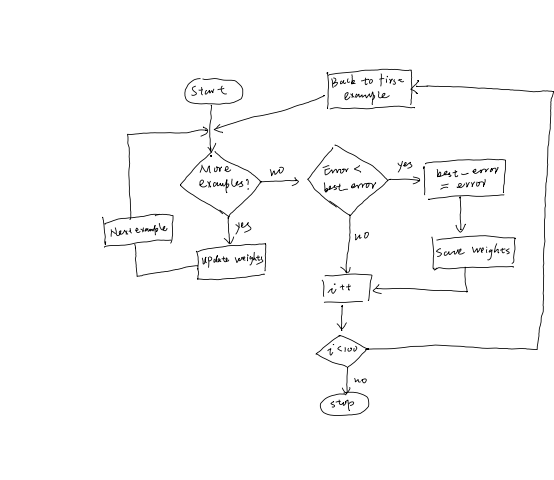 Start
Back to first
example
More
examples?
no
Error <
best_error
yes
best_error
= error
Next example
yes
update weights
no
Save weights
i++
i < 100
no
stop